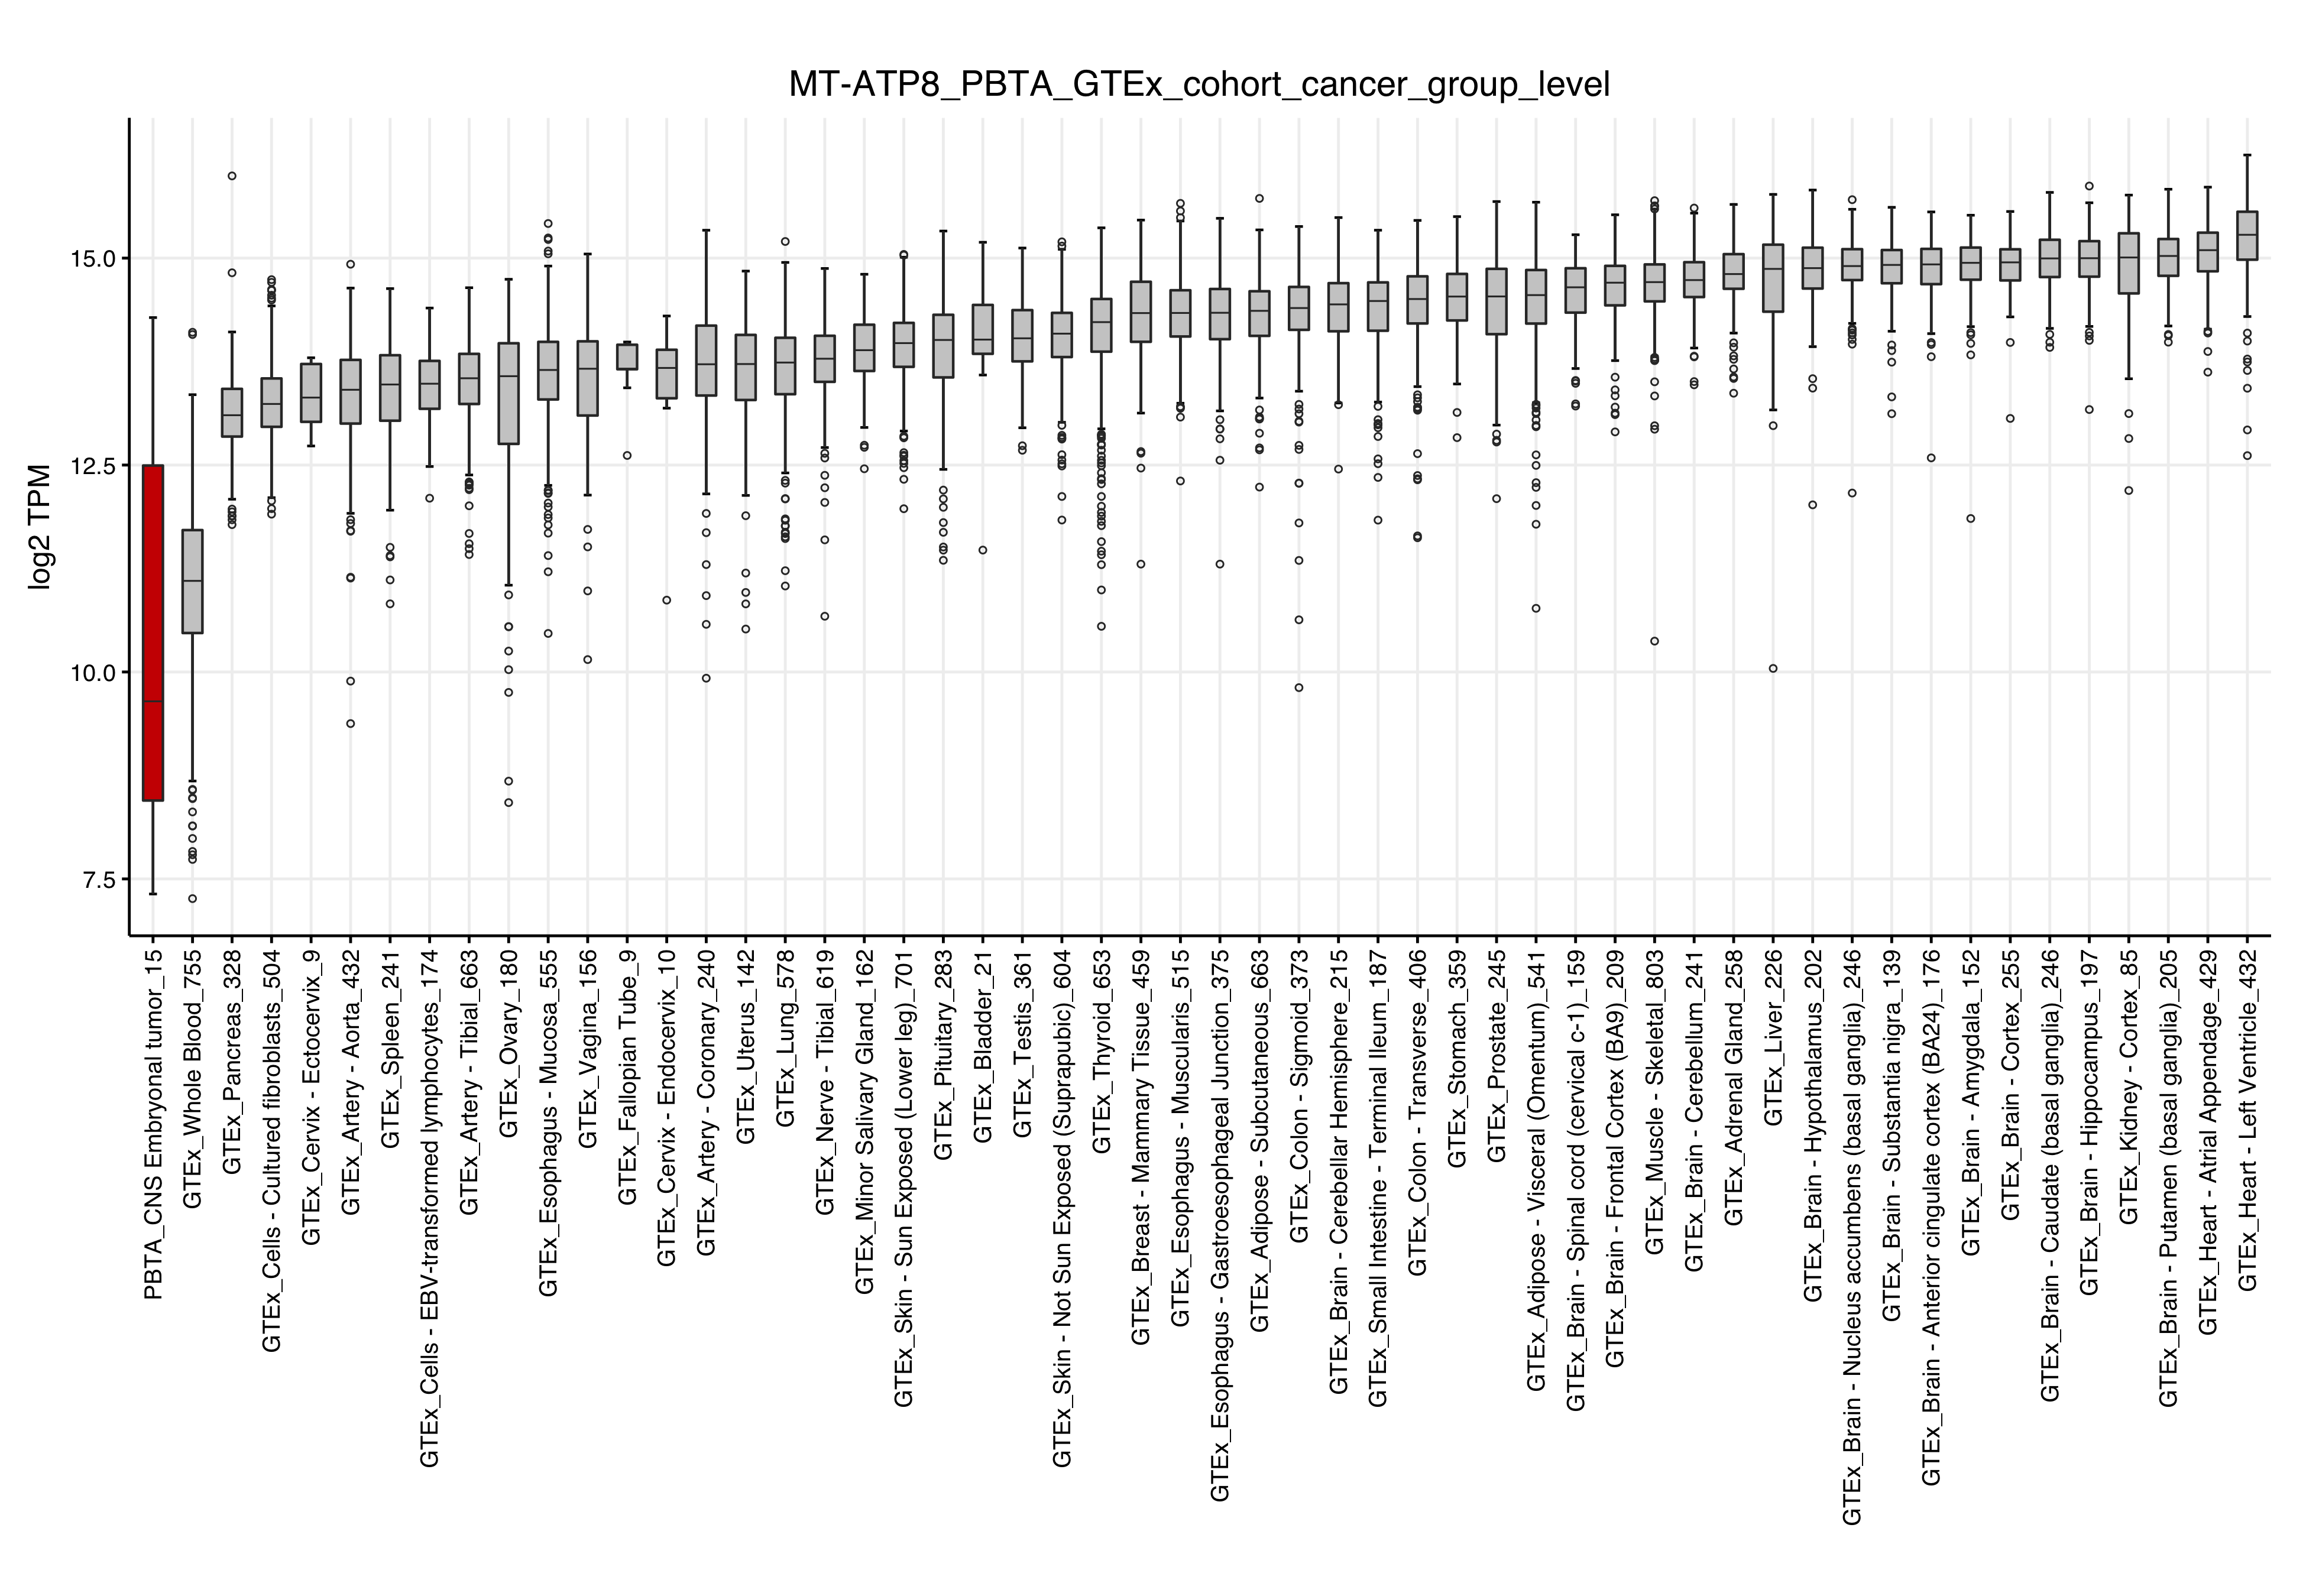 MT-ATP8_PBTA_GTEx_cohort_cancer_group_level
log2 TPM
15.0
12.5
10.0
7.5
PBTA_CNS Embryonal tumor_15
GTEx_Whole Blood_755
GTEx_Pancreas_328
GTEx_Cells - Cultured fibroblasts_504
GTEx_Cervix - Ectocervix_9
GTEx_Artery - Aorta_432
GTEx_Spleen_241
GTEx_Cells - EBV-transformed lymphocytes_174
GTEx_Artery - Tibial_663
GTEx_Ovary_180
GTEx_Esophagus - Mucosa_555
GTEx_Vagina_156
GTEx_Fallopian Tube_9
GTEx_Cervix - Endocervix_10
GTEx_Artery - Coronary_240
GTEx_Uterus_142
GTEx_Lung_578
GTEx_Nerve - Tibial_619
GTEx_Minor Salivary Gland_162
GTEx_Skin - Sun Exposed (Lower leg)_701
GTEx_Pituitary_283
GTEx_Bladder_21
GTEx_Testis_361
GTEx_Skin - Not Sun Exposed (Suprapubic)_604
GTEx_Thyroid_653
GTEx_Breast - Mammary Tissue_459
GTEx_Esophagus - Muscularis_515
GTEx_Esophagus - Gastroesophageal Junction_375
GTEx_Adipose - Subcutaneous_663
GTEx_Colon - Sigmoid_373
GTEx_Brain - Cerebellar Hemisphere_215
GTEx_Small Intestine - Terminal Ileum_187
GTEx_Colon - Transverse_406
GTEx_Stomach_359
GTEx_Prostate_245
GTEx_Adipose - Visceral (Omentum)_541
GTEx_Brain - Spinal cord (cervical c-1)_159
GTEx_Brain - Frontal Cortex (BA9)_209
GTEx_Muscle - Skeletal_803
GTEx_Brain - Cerebellum_241
GTEx_Adrenal Gland_258
GTEx_Liver_226
GTEx_Brain - Hypothalamus_202
GTEx_Brain - Nucleus accumbens (basal ganglia)_246
GTEx_Brain - Substantia nigra_139
GTEx_Brain - Anterior cingulate cortex (BA24)_176
GTEx_Brain - Amygdala_152
GTEx_Brain - Cortex_255
GTEx_Brain - Caudate (basal ganglia)_246
GTEx_Brain - Hippocampus_197
GTEx_Kidney - Cortex_85
GTEx_Brain - Putamen (basal ganglia)_205
GTEx_Heart - Atrial Appendage_429
GTEx_Heart - Left Ventricle_432